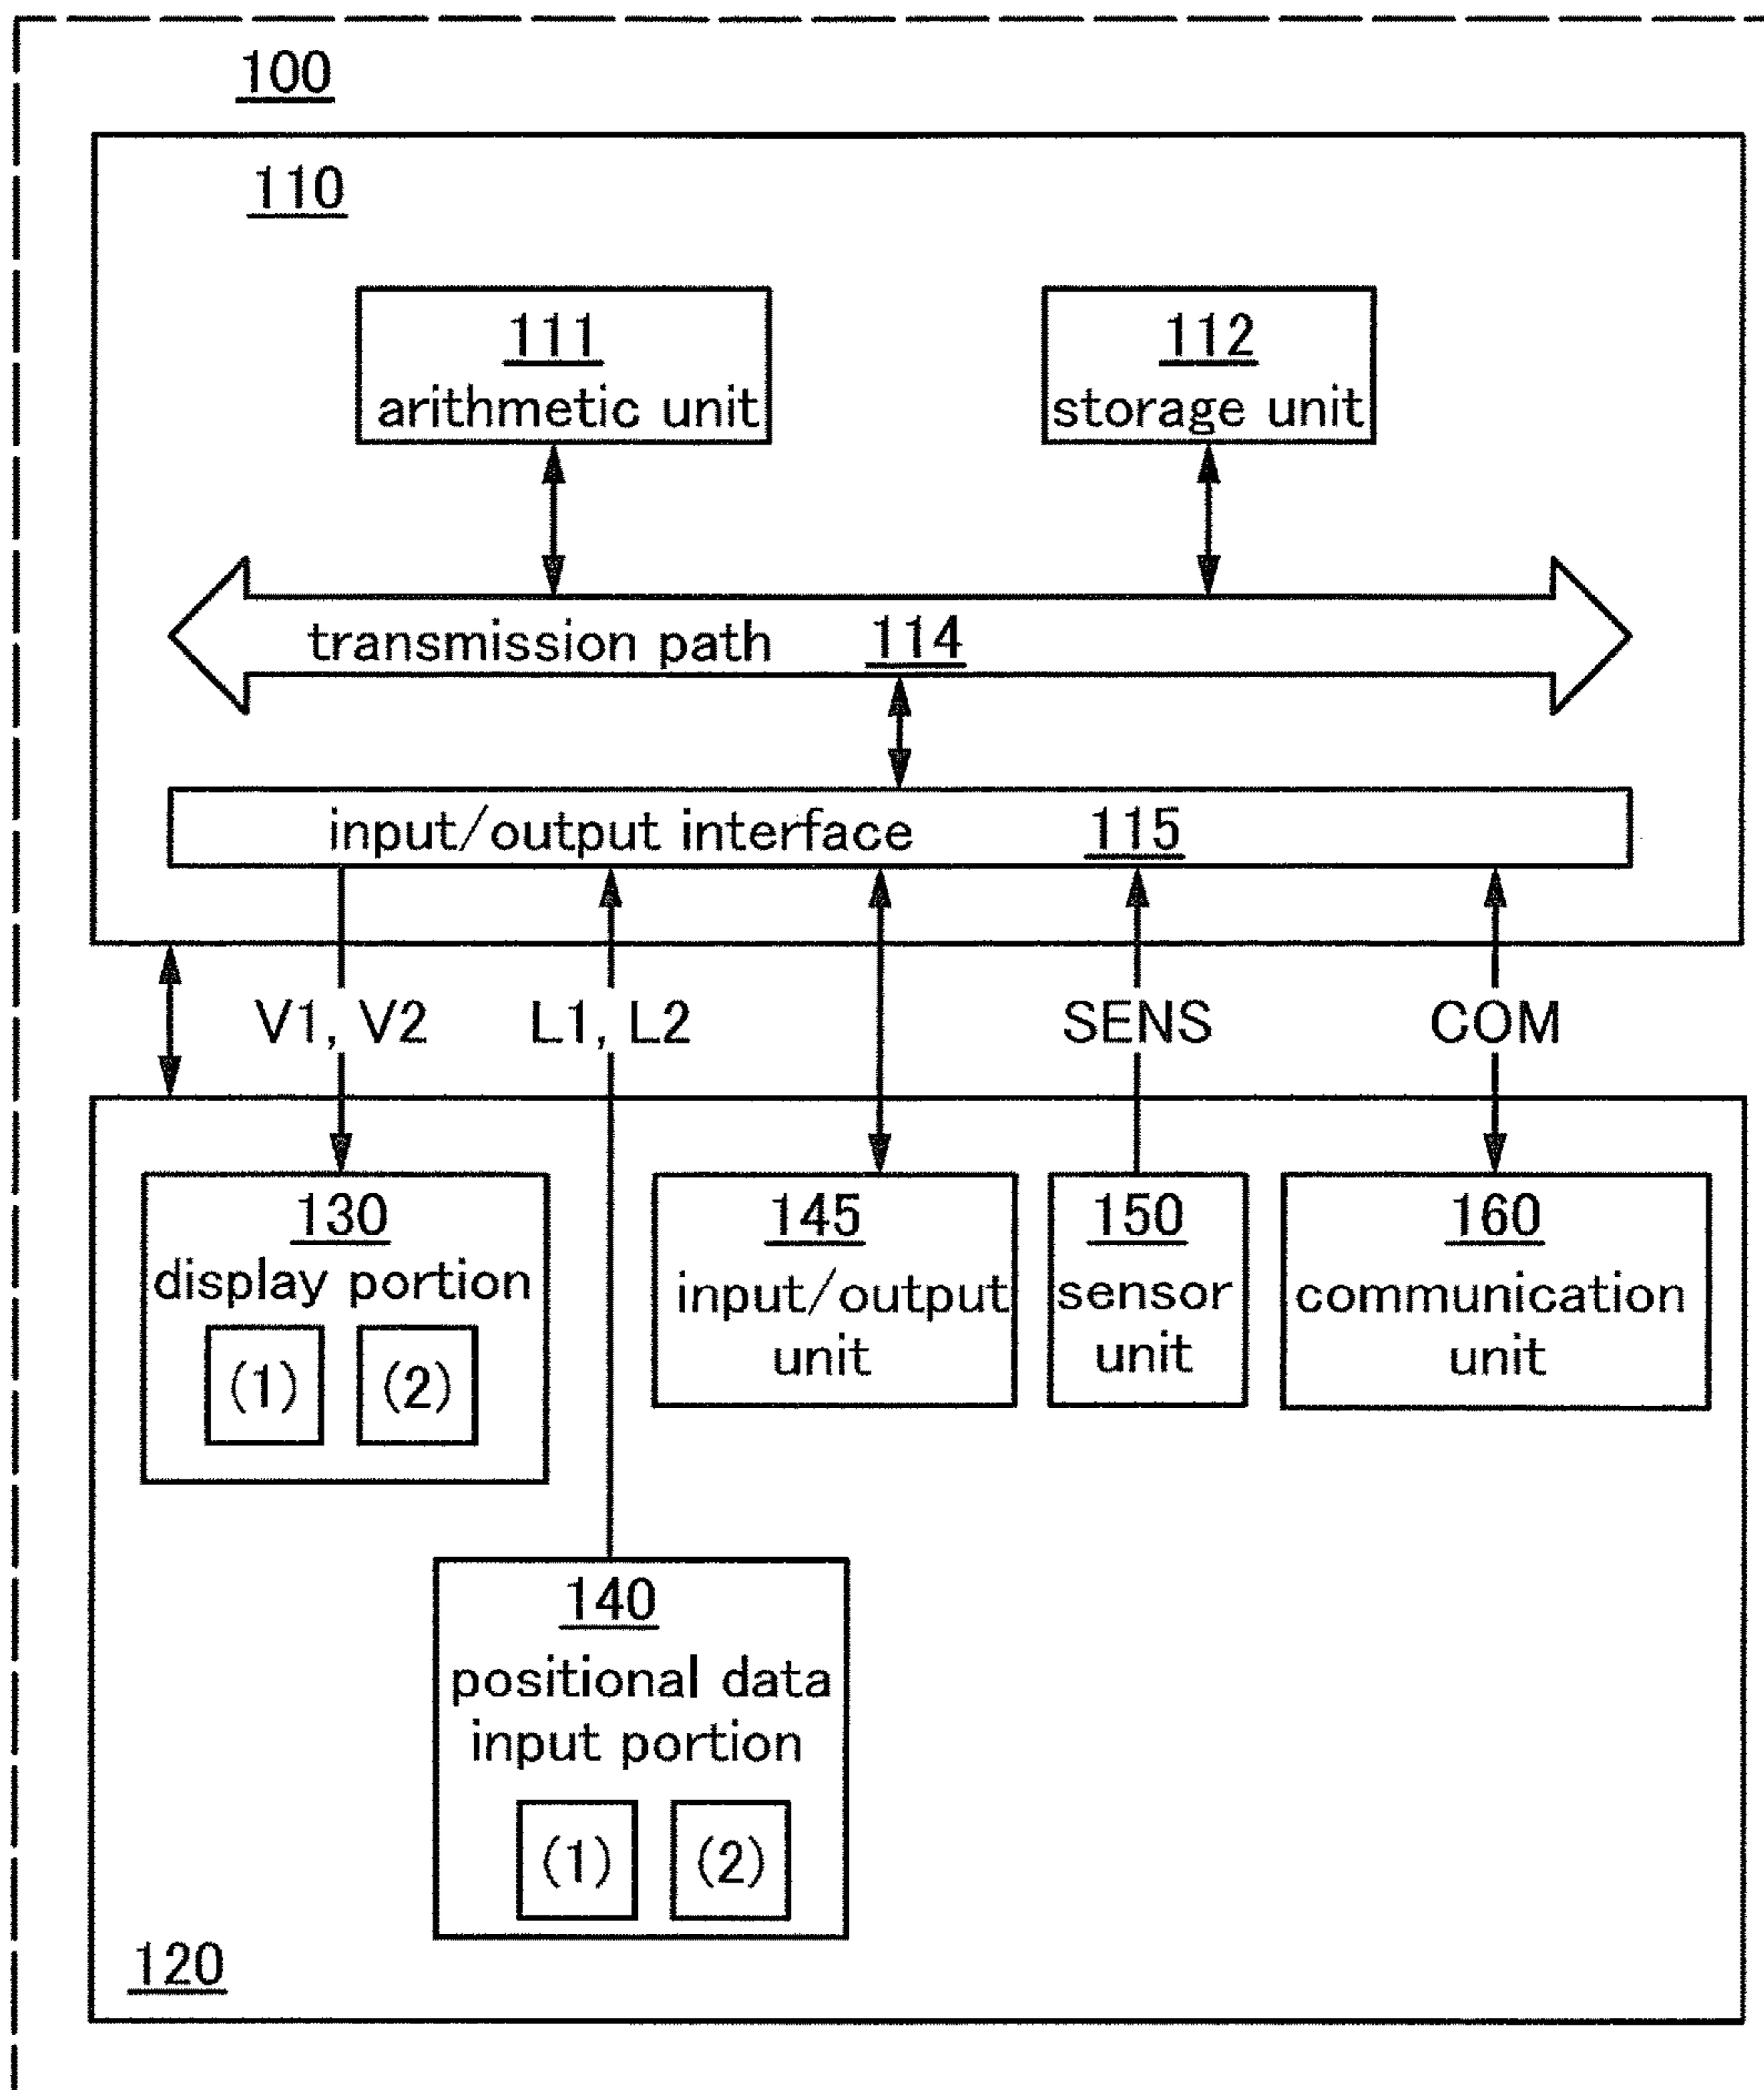 100
110
111
arithmetic unit
112
storage unit
transmission path 114
input/output interface 115
V1, V2
L1, L2
SENS
COM
130
display portion
(1) (2)
145
input/output
unit
150
sensor
unit
160
communication
unit
140
positional data
input portion
(1) (2)
120